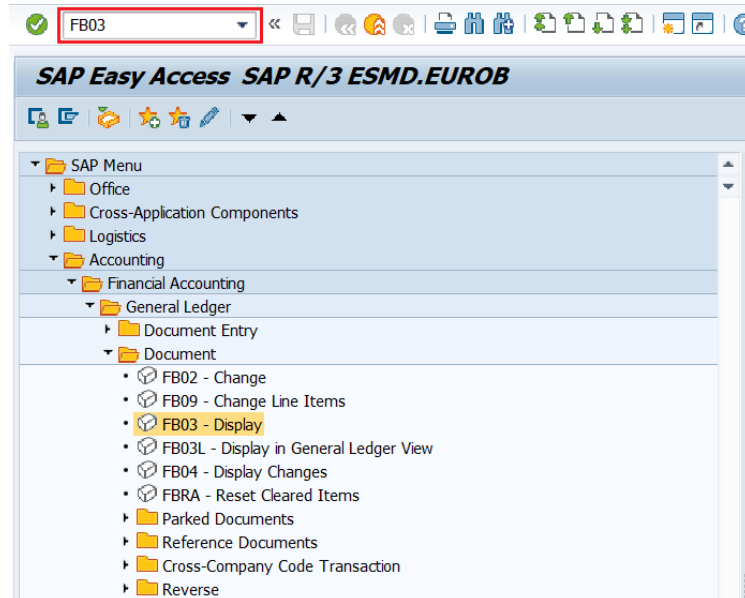 FB03
SAP Easy Access SAP R/3 ESMD.EUROB
SAP Menu
Office
Cross-Application Components
Logistics
Accounting
Financial Accounting
General Ledger
Document Entry
Document
FB02 - Change
FB09 - Change Line Items
FB03 - Display
FB03L - Display in General Ledger View
FB04 - Display Changes
FBRA - Reset Cleared Items
Parked Documents
Reference Documents
Cross-Company Code Transaction
Reverse